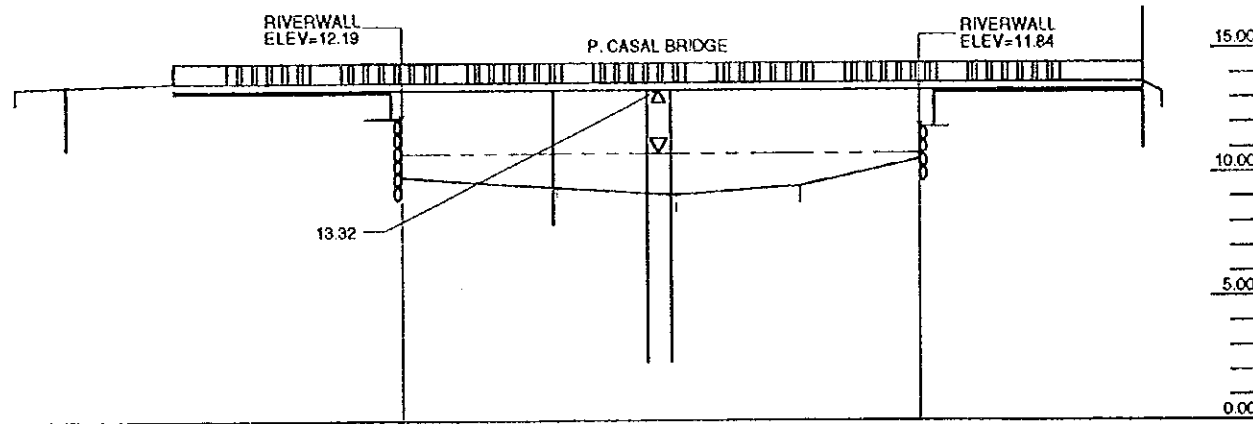 RIVERWALL
ELEV=12.19
P. CASAL BRIDGE
RIVERWALL
ELEV=11.84
15.00
10.00
13.32
5.00
0.00